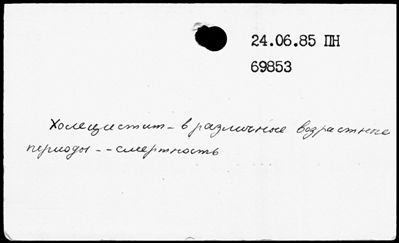 24.06.85 ПН
69853
Холецистит - в различные возрастные
периоды -- смертность